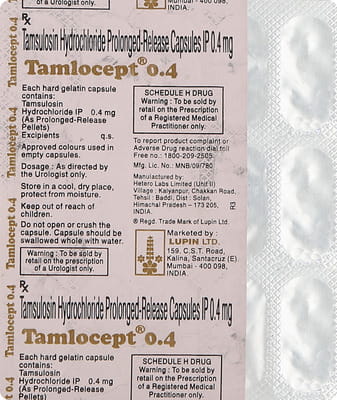 of a Urologist only.
Mumbai - 400 098,
INDIA.
Rx
Tamsulosin Hydrochloride Prolonged-Release Capsules IP 0.4 mg
Tamlocept® 0.4
Each hard gelatin capsule
contains:
Tamsulosin
Hydrochloride IP 0.4 mg
(As Prolonged-Release
Pellets)
Excipients q.s.
Approved colours used in
empty capsules.
Dosage : As directed by
the Urologist only.
Store in a cool, dry place,
protect from moisture.
Keep out of reach of
children.
Do not open or crush the
capsule. Capsule should be
swallowed whole with water.
Warning : To be sold by
retail on the prescription
of a Urologist only.
SCHEDULE H DRUG
Warning : To be sold by
retail on the Prescription
of a Registered Medical
Practitioner only.
To report product complaint or
Adverse Drug reaction dial toll
Free no.: 1800-209-2505
Mfg. Lic. No.: MNB/09/780
Manufactured by:
Hetero Labs Limited (Unit II)
Village: Kalyanpur, Chakkan Road,
Tehsil : Baddi, Dist : Solan,
Himachal Pradesh – 173 205,
INDIA.
R3
® Regd. Trade Mark of Lupin Ltd.
Marketed by :
LUPIN LTD.
159, C.S.T. Road,
Kalina, Santacruz (E)
Mumbai - 400 098,
INDIA.
Tamlocept® 0.4
Tamlocept® 0.4
Rx
Tamsulosin Hydrochloride Prolonged-Release Capsules IP 0.4 mg
Tamlocept® 0.4
Each hard gelatin capsule
contains:
Tamsulosin
Hydrochloride IP 0.4 mg
(As Prolonged-Release
Pellets)
SCHEDULE H DRUG
Warning : To be sold by
retail on the Prescription
of a Registered Medical
Practitioner only.